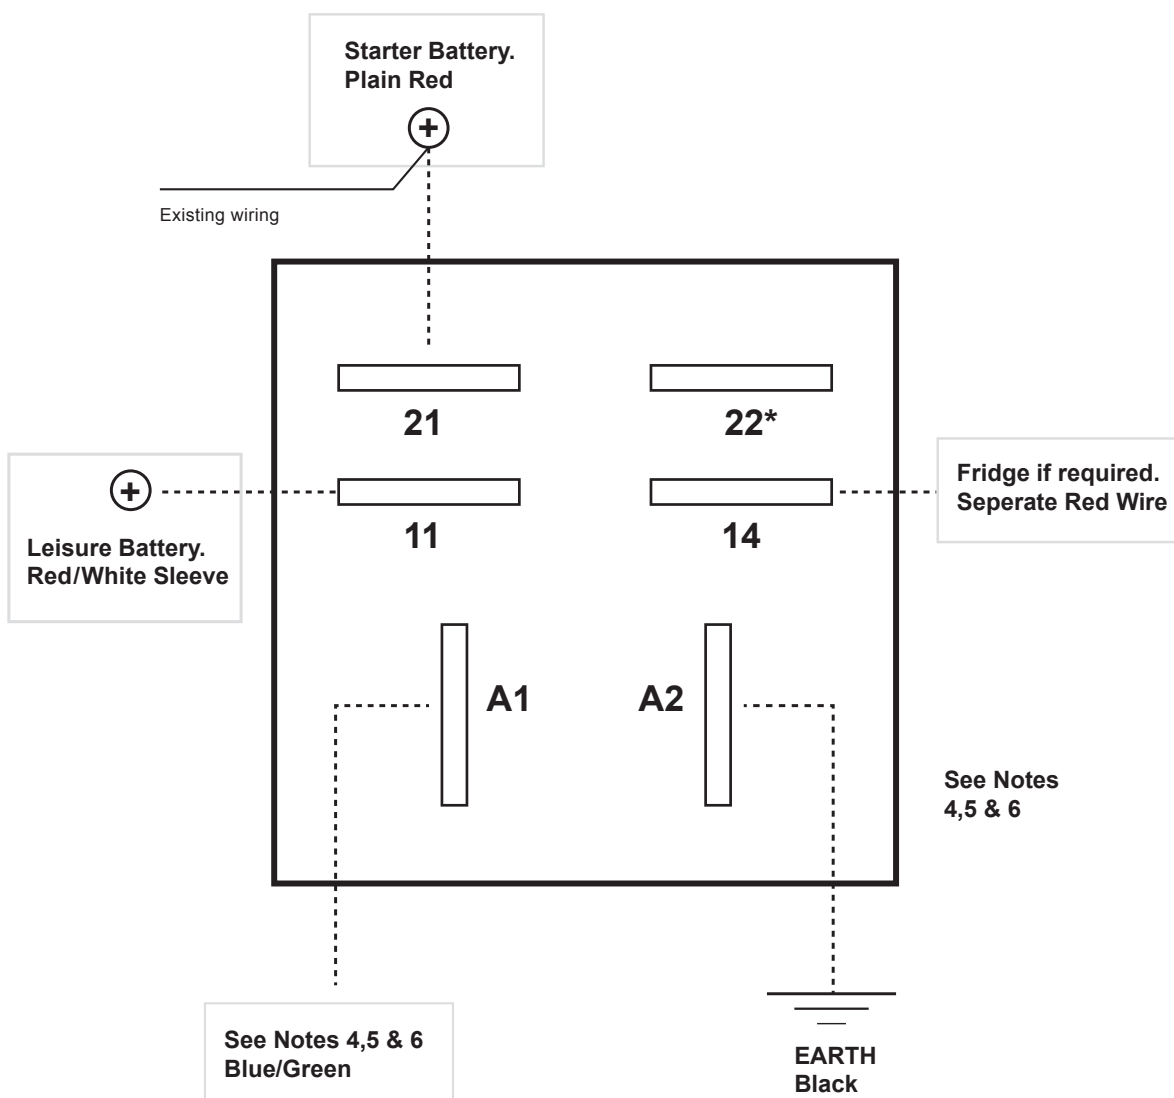 Starter Battery.
Plain Red
+
Existing wiring
21
22*
+
Leisure Battery.
Red/White Sleeve
11
14
Fridge if required.
Seperate Red Wire
A1
A2
See Notes
4,5 & 6
See Notes 4,5 & 6
Blue/Green
EARTH
Black